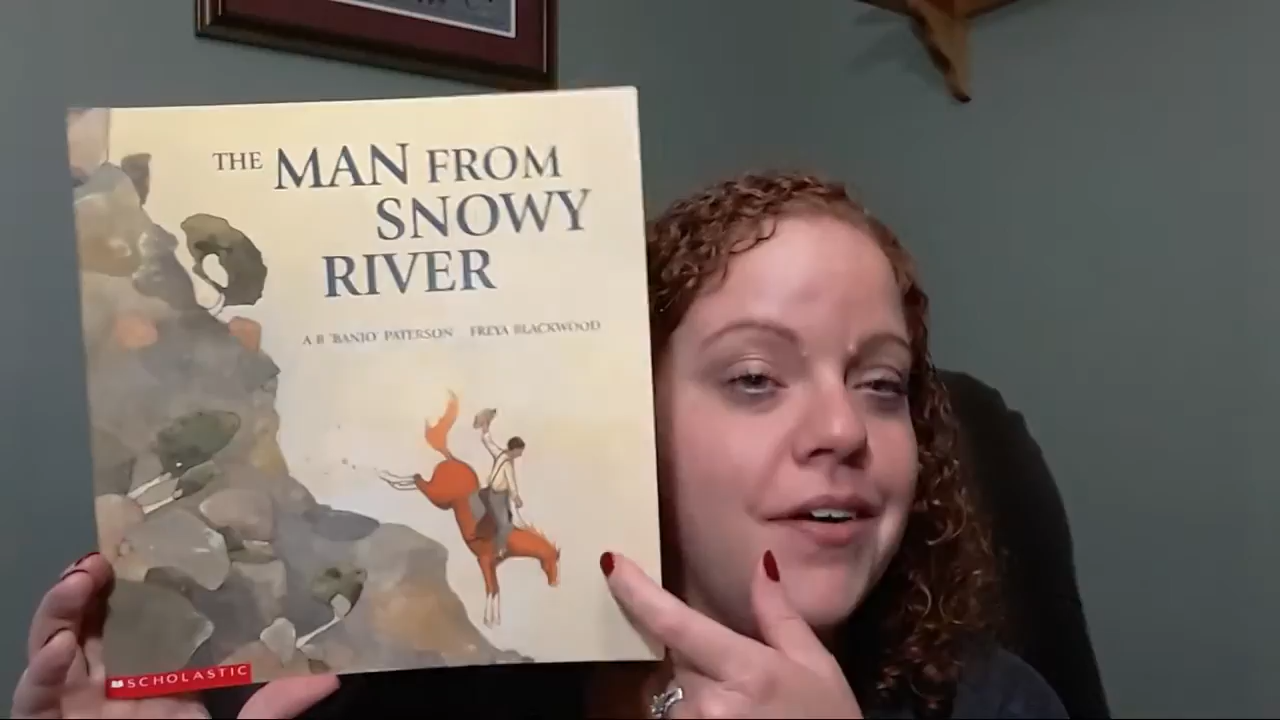 THE MAN FROM
SNOWY
RIVER
A B 'BANJO' PATERSON FREYA BLACKWOOD
SCHOLASTIC